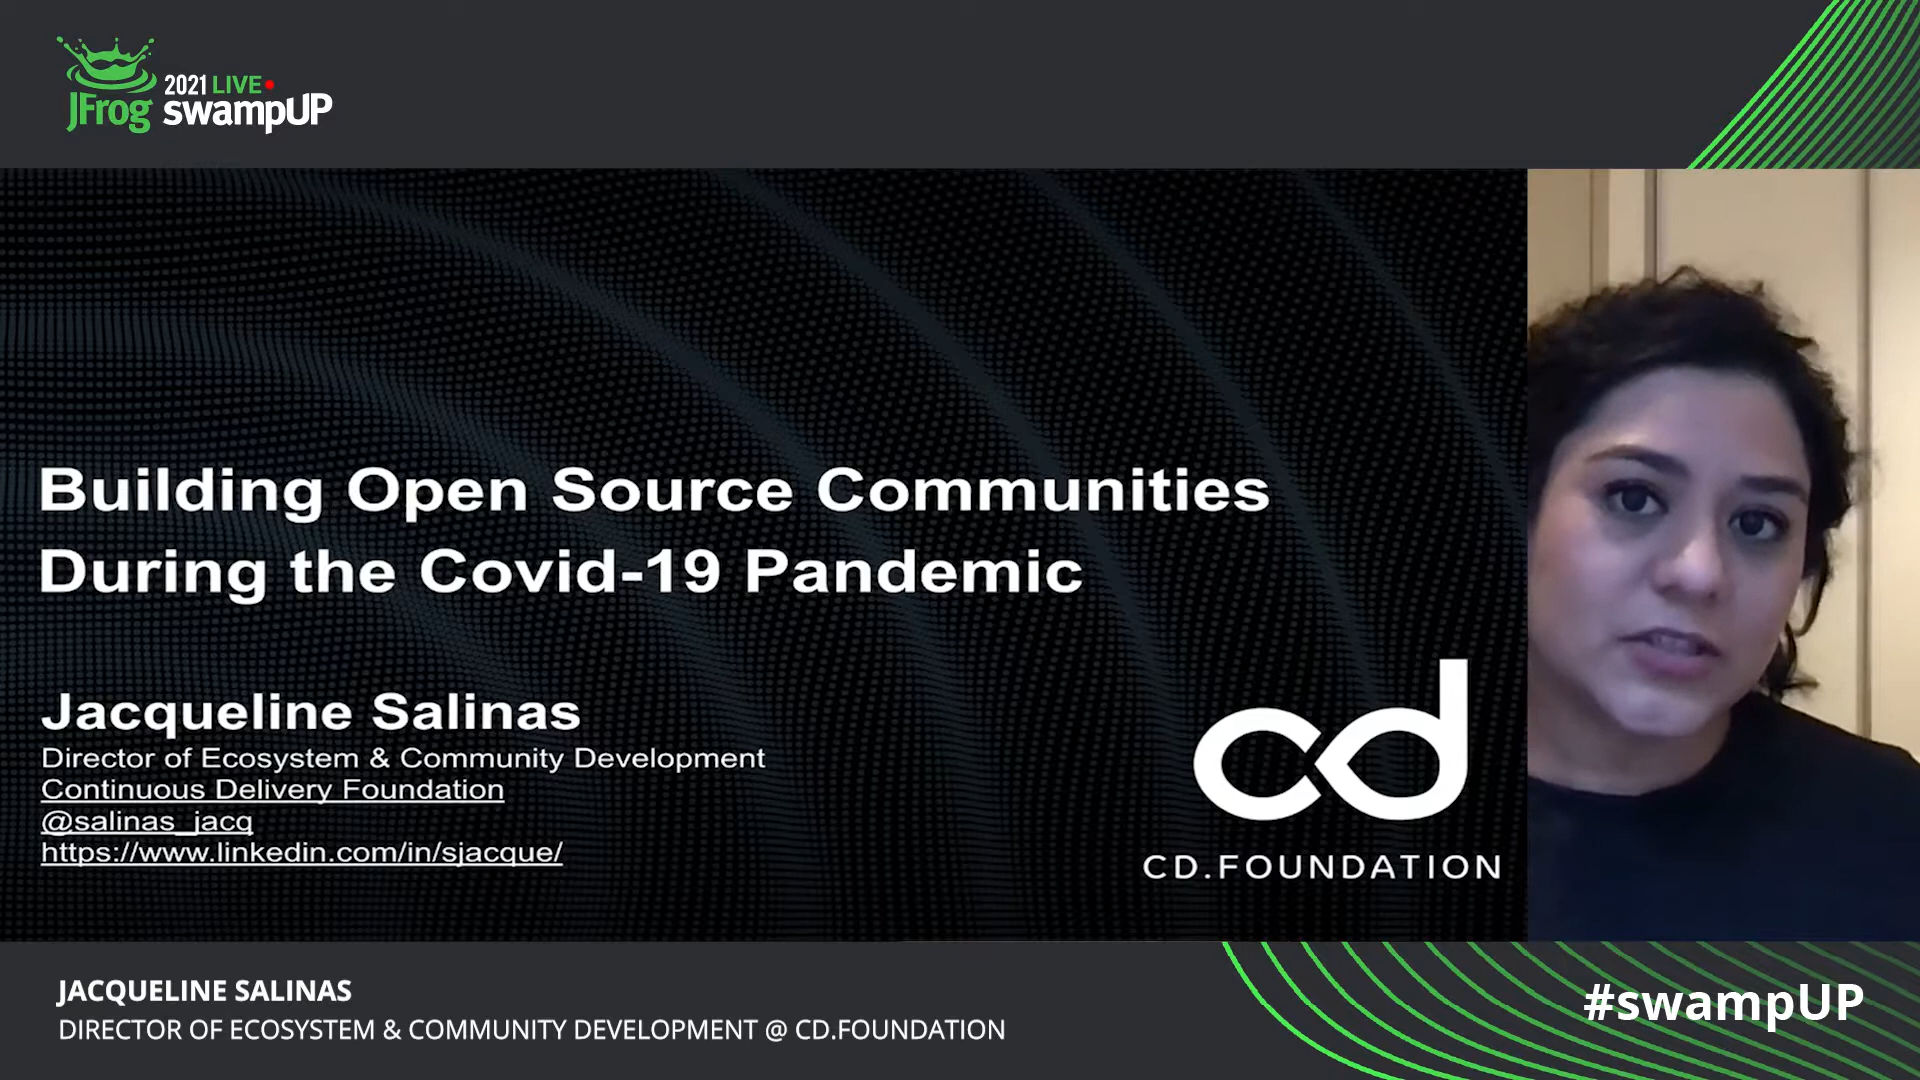 2021 LIVE
JFrog swampUP
Building Open Source Communities
During the Covid-19 Pandemic
Jacqueline Salinas
Director of Ecosystem & Community Development
Continuous Delivery Foundation
@salinas_jacq
https://www.linkedin.com/in/sjacque/
cd
CD.FOUNDATION
JACQUELINE SALINAS
DIRECTOR OF ECOSYSTEM & COMMUNITY DEVELOPMENT @ CD.FOUNDATION
#swampUP